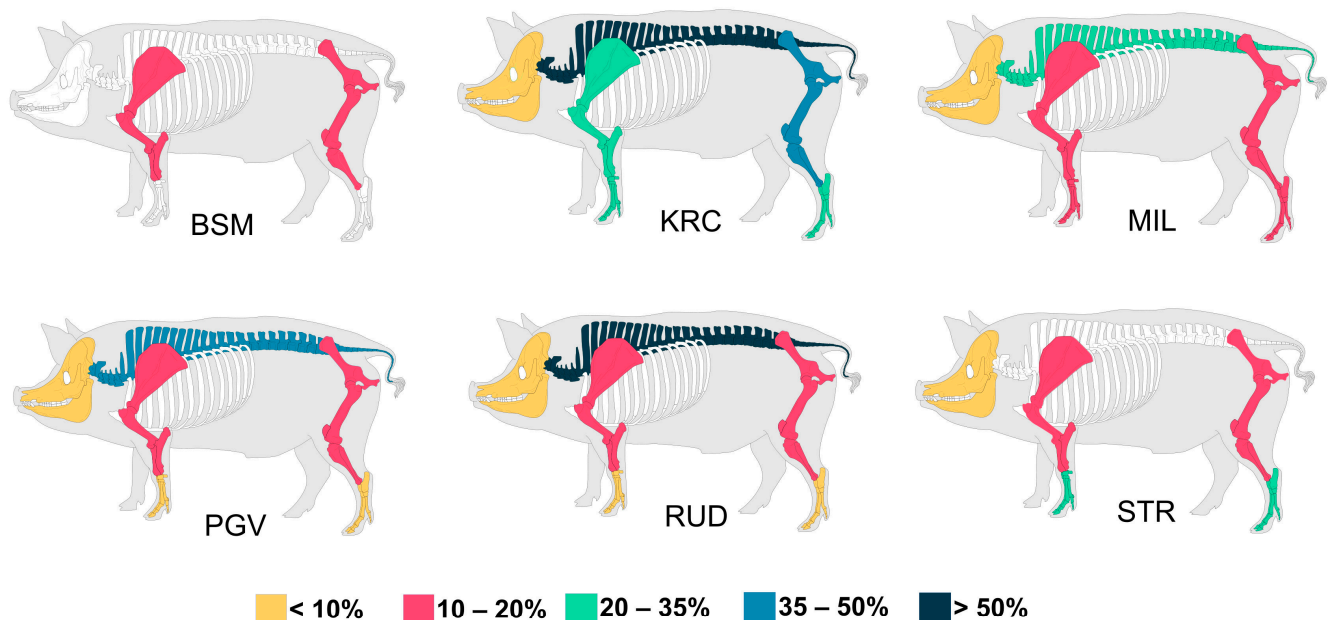 BSM
KRC
MIL
PGV
RUD
STR
< 10% 10 – 20% 20 – 35% 35 – 50% > 50%